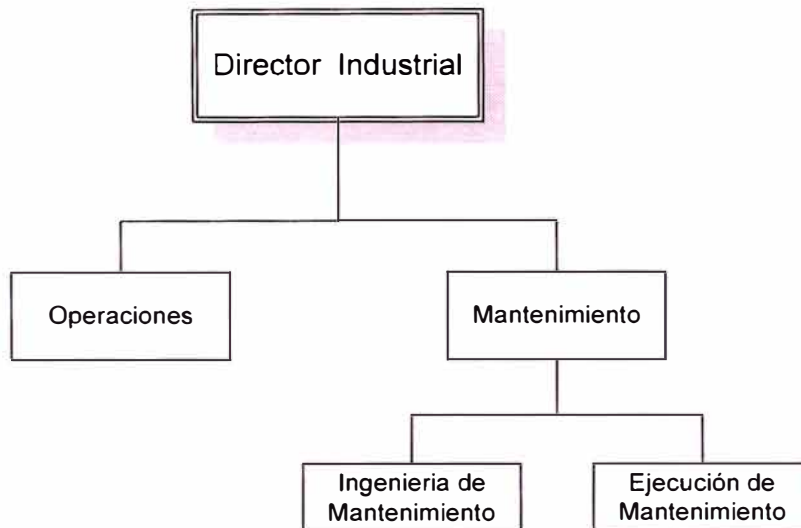 Director Industrial
Operaciones
Mantenimiento
Ingenieria de
Mantenimiento
Ejecución de
Mantenimiento